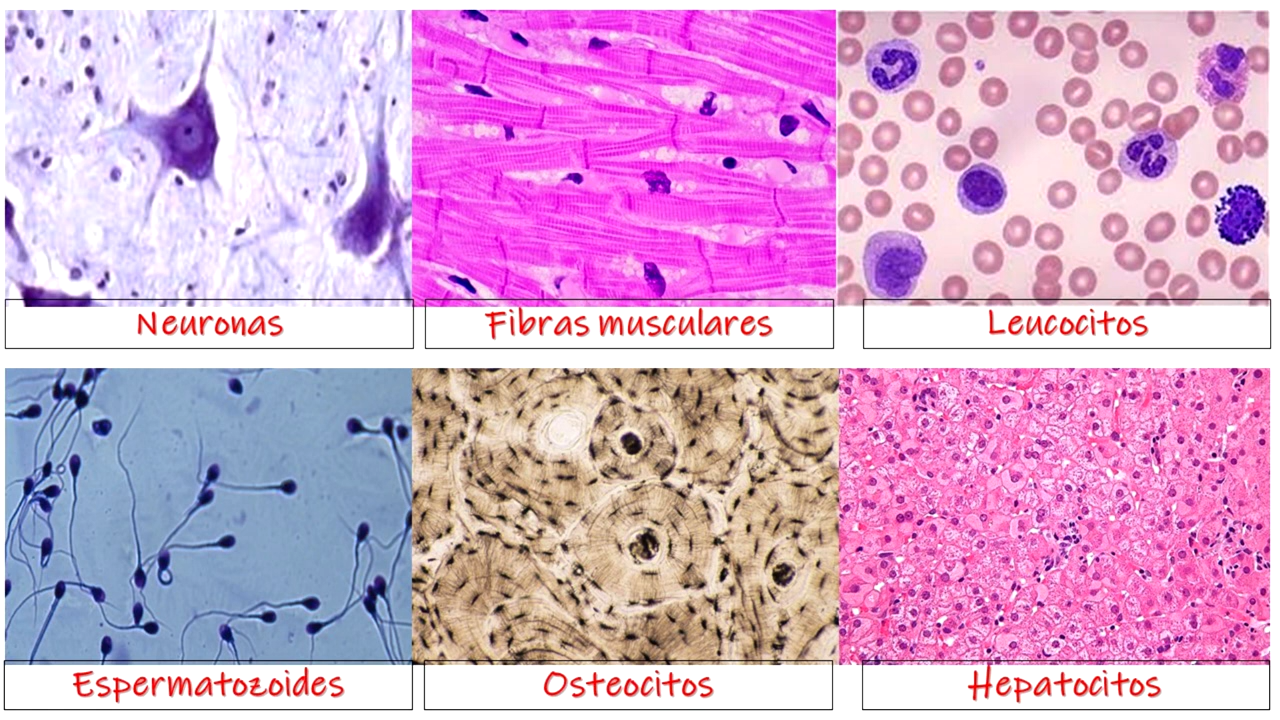 Neuronas
Fibras musculares
Leucocitos
Espermatozoides
Osteocitos
Hepatocitos